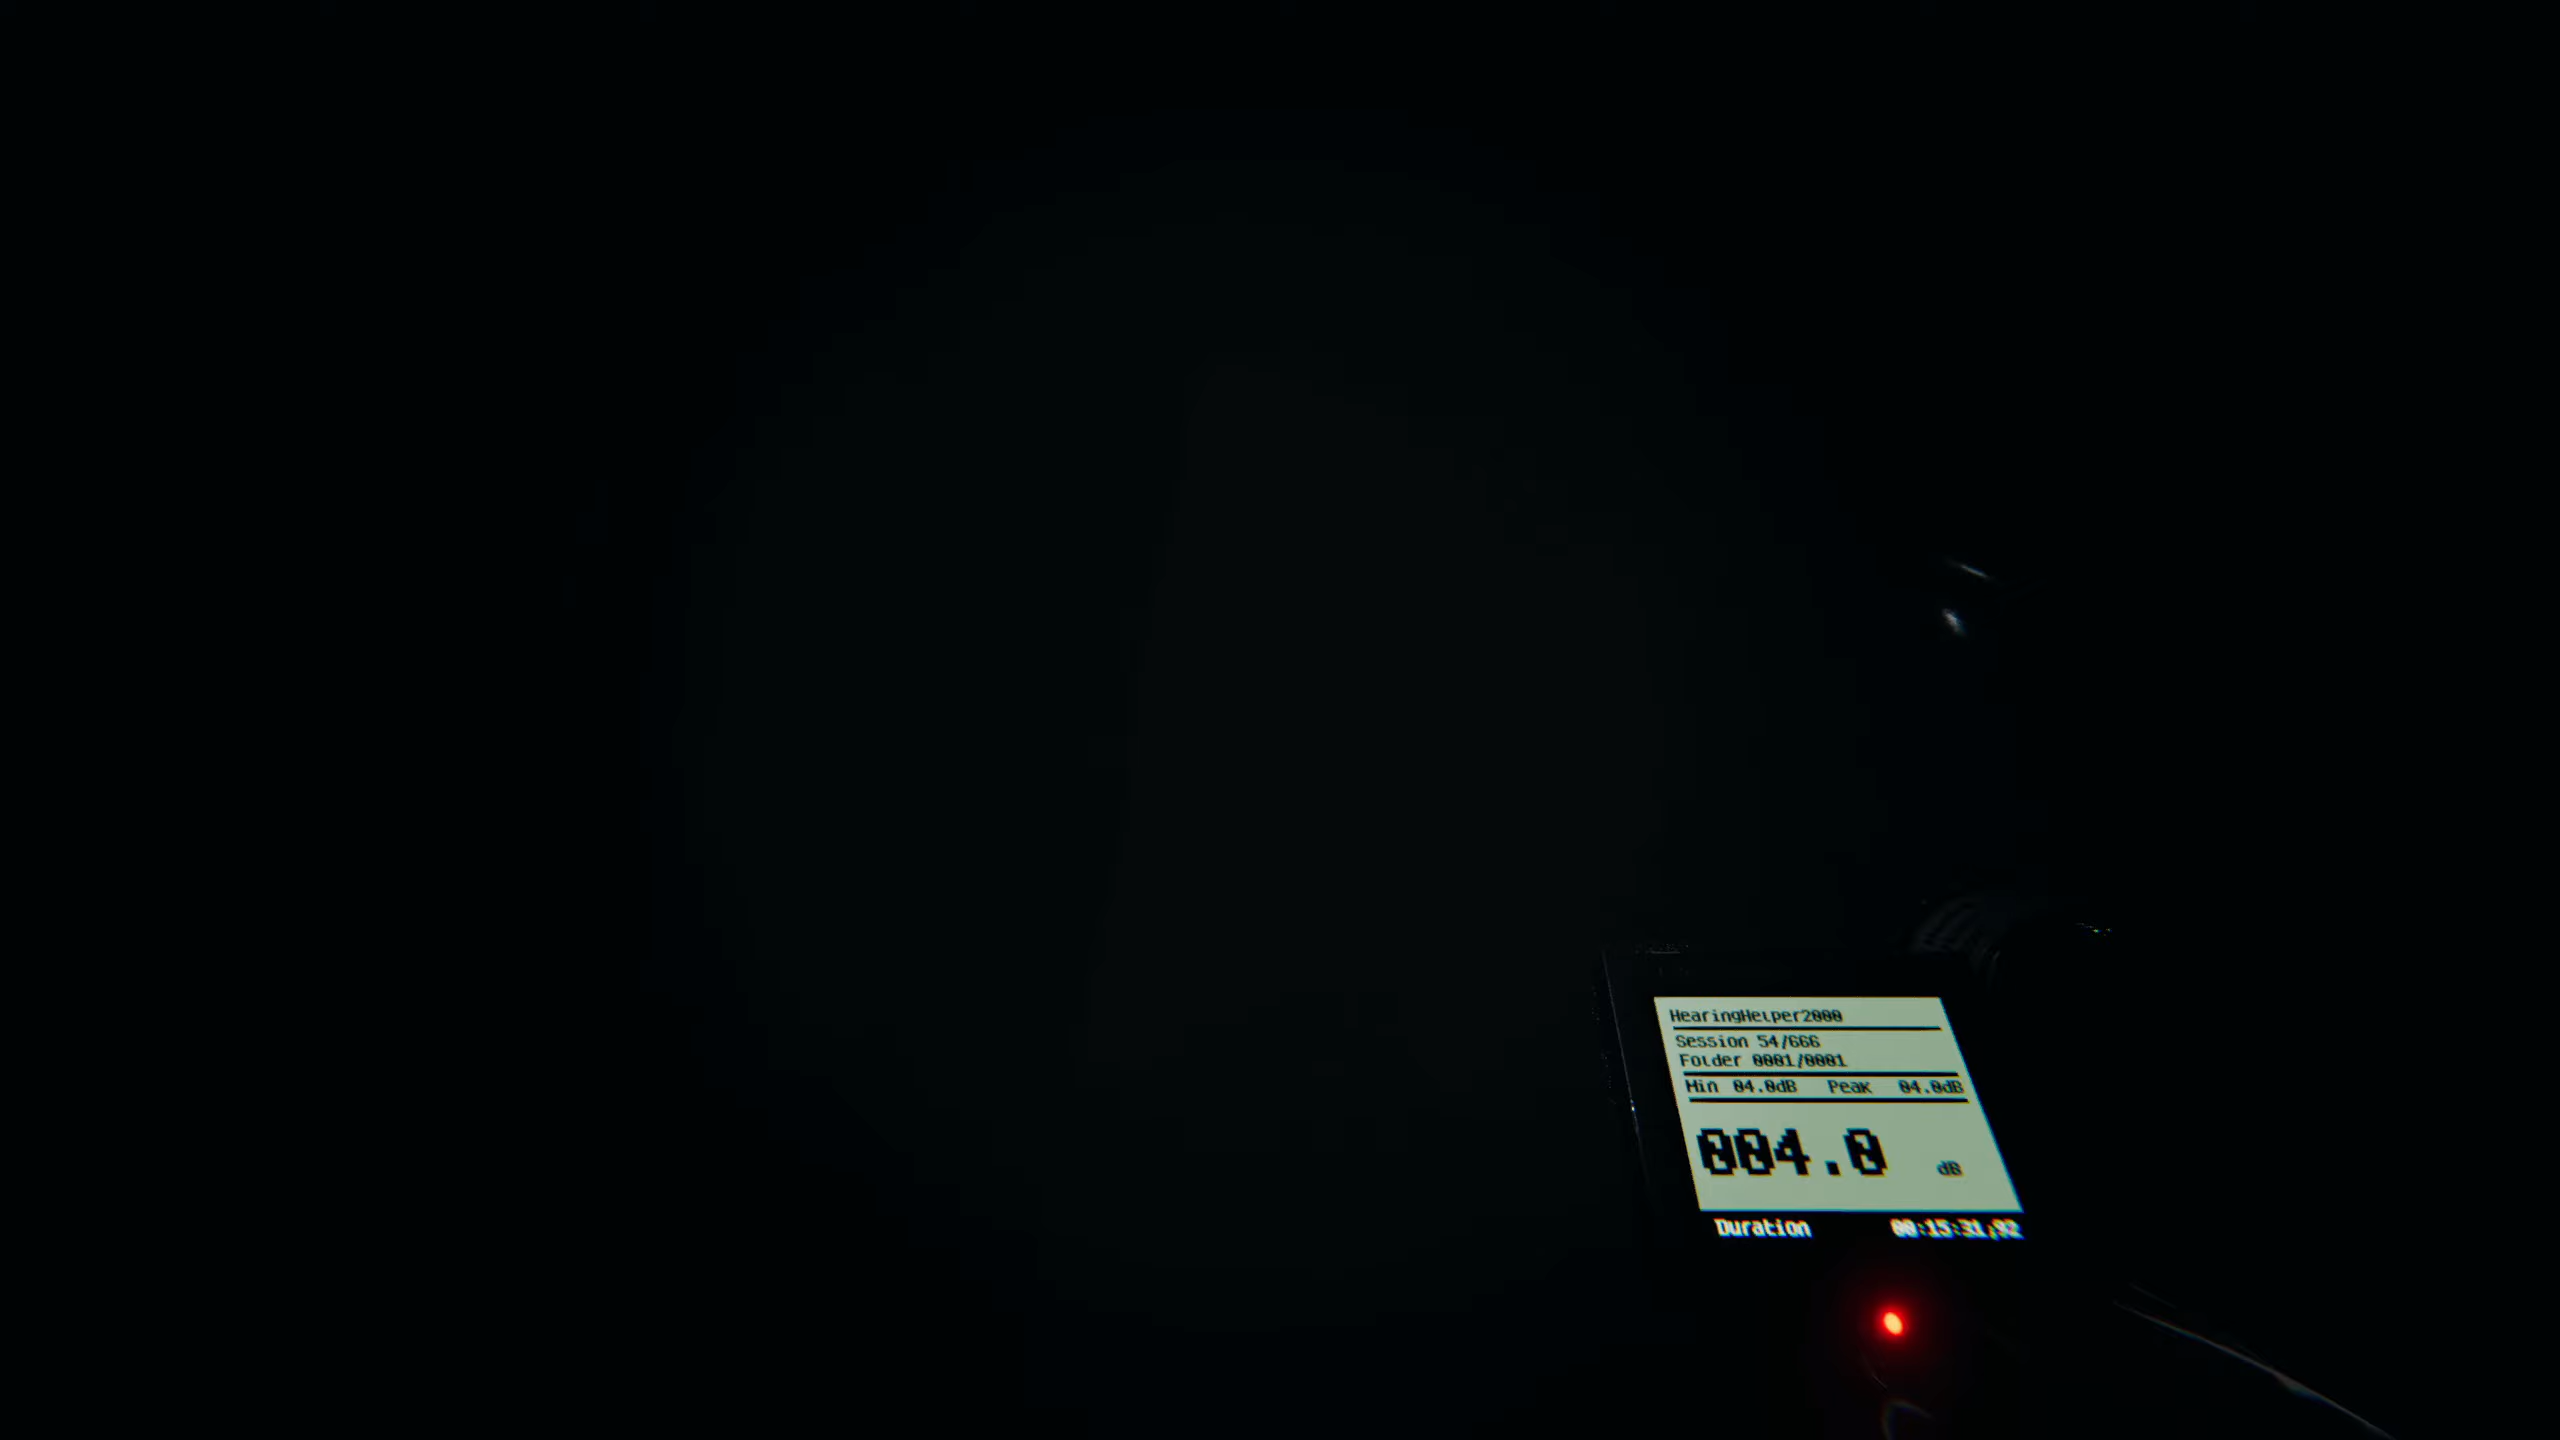 HearingHelper2000
Session 54/666
Folder 0001/0001
Min 04.0dB Peak 04.0dB
004.0 dB
Duration 00:15:31;92